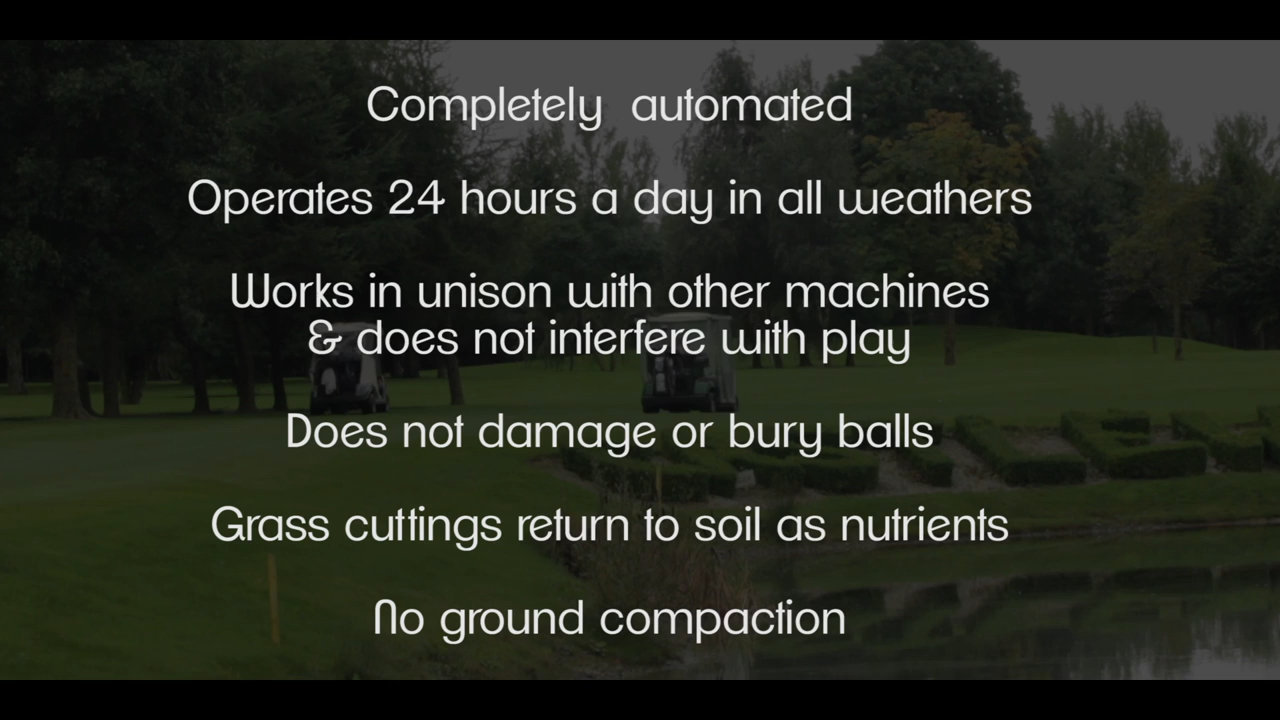 Completely automated
Operates 24 hours a day in all weathers
Works in unison with other machines
& does not interfere with play
Does not damage or bury balls
Grass cuttings return to soil as nutrients
No ground compaction